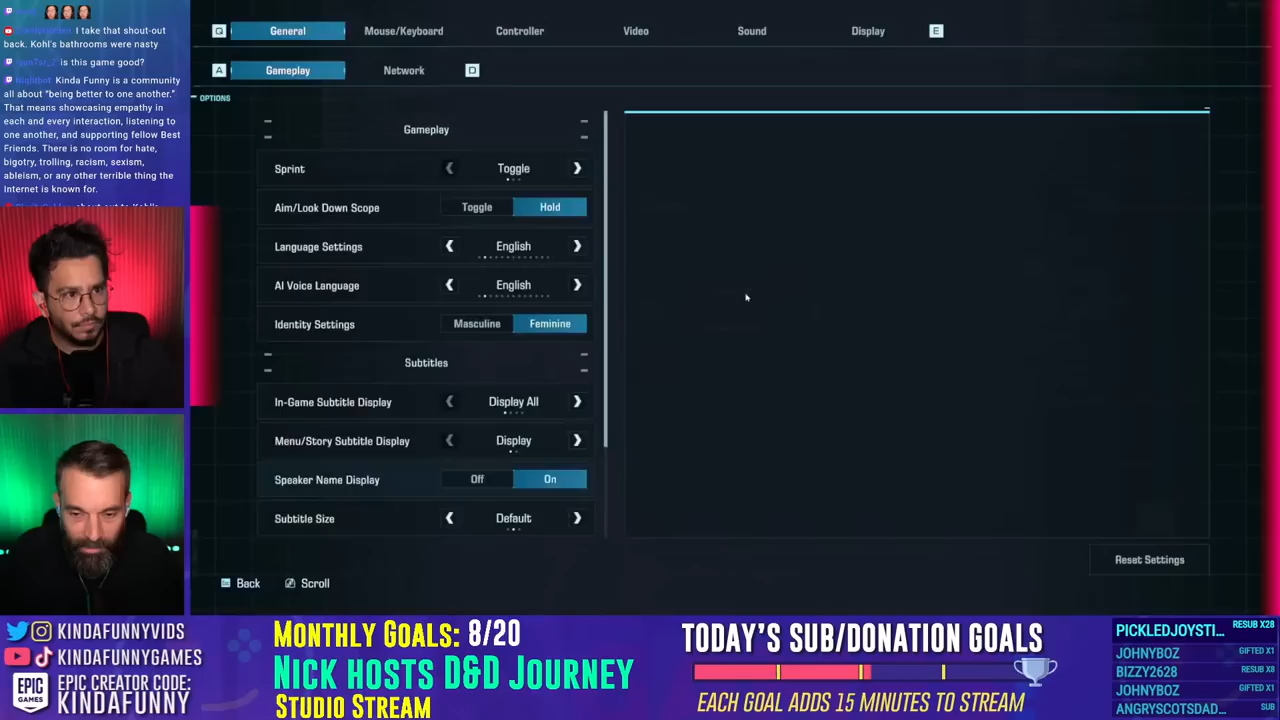 I take that shout-out
back. Kohl's bathrooms were nasty
is this game good?
Nightbot Kinda Funny is a community
all about "being better to one another."
That means showcasing empathy in
each and every interaction, listening to
one another, and supporting fellow Best
Friends. There is no room for hate,
bigotry, trolling, racism, sexism,
ableism, or any other terrible thing the
Internet is known for.
Q General Mouse/Keyboard Controller Video Sound Display E
A Gameplay Network D
OPTIONS
Gameplay
Sprint Toggle
Aim/Look Down Scope Toggle Hold
Language Settings English
AI Voice Language English
Identity Settings Masculine Feminine
Subtitles
In-Game Subtitle Display Display All
Menu/Story Subtitle Display Display
Speaker Name Display Off On
Subtitle Size Default
Reset Settings
Back Scroll
KINDAFUNNYVIDS
KINDAFUNNYGAMES
EPIC GAMES
EPIC CREATOR CODE:
KINDAFUNNY
MONTHLY GOALS: 8/20
NICK HOSTS D&D JOURNEY
STUDIO STREAM
TODAY'S SUB/DONATION GOALS
EACH GOAL ADDS 15 MINUTES TO STREAM
PICKLEDJOYSTI... RESUB X28
JOHNYBOZ GIFTED X1
BIZZY2628 RESUB X8
JOHNYBOZ GIFTED X1
ANGRYSCOTSDAD... SUB